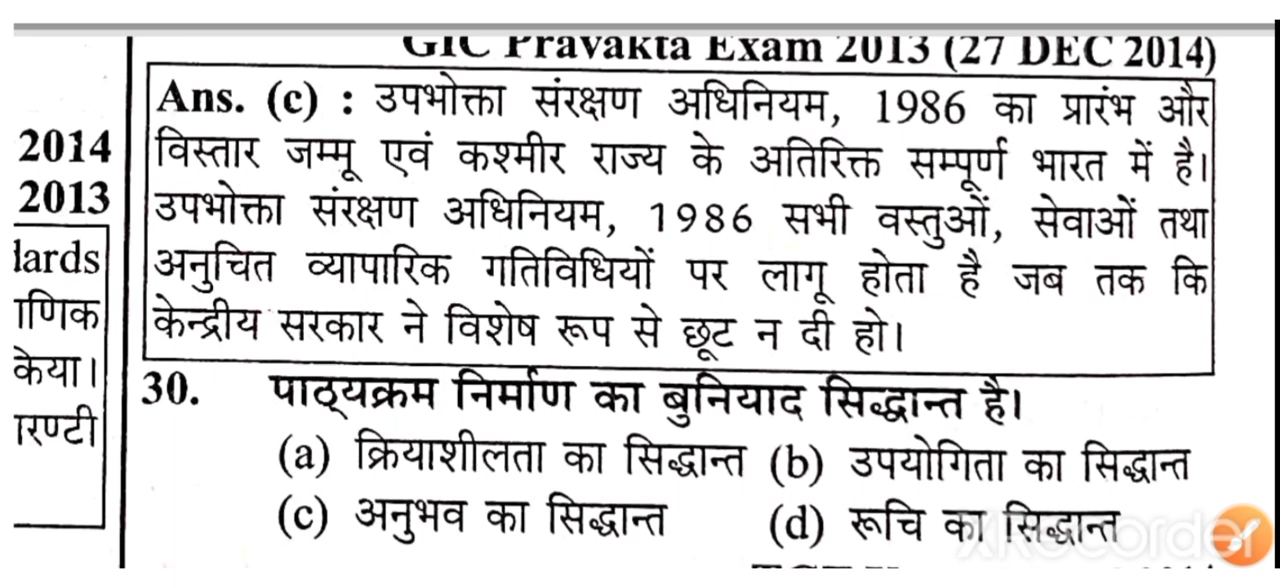 GIC Pravakta Exam 2013 (27 DEC 2014)
Ans. (c) : उपभोक्ता संरक्षण अधिनियम, 1986 का प्रारंभ और
विस्तार जम्मू एवं कश्मीर राज्य के अतिरिक्त सम्पूर्ण भारत में है।
उपभोक्ता संरक्षण अधिनियम, 1986 सभी वस्तुओं, सेवाओं तथा
अनुचित व्यापारिक गतिविधियों पर लागू होता है जब तक कि
केन्द्रीय सरकार ने विशेष रूप से छूट न दी हो।
2014
2013
lards
केया।
30. पाठ्यक्रम निर्माण का बुनियाद सिद्धान्त है।
(a) क्रियाशीलता का सिद्धान्त (b) उपयोगिता का सिद्धान्त
(c) अनुभव का सिद्धान्त (d) रूचि का सिद्धान्त
XRecorder